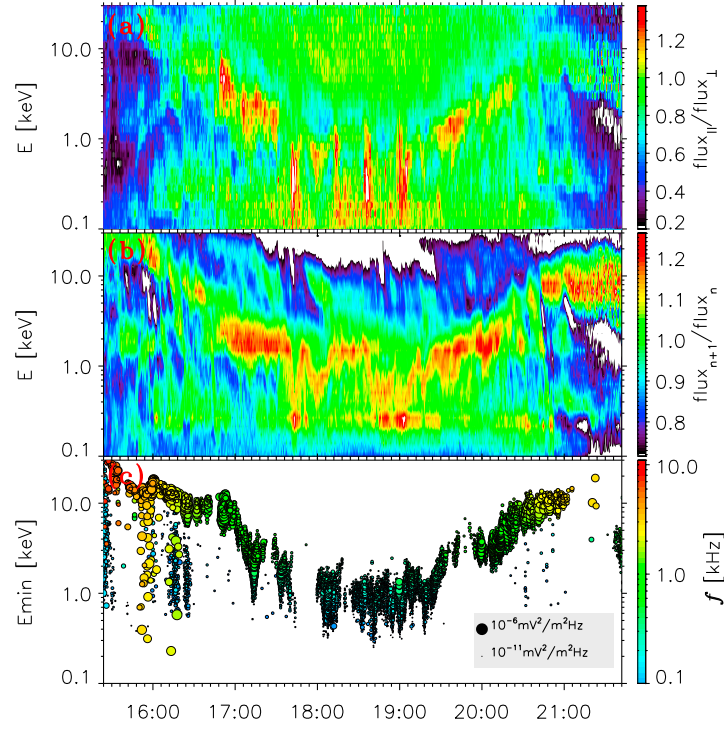 (a)
10.0
1.0
0.1
E [keV]
1.2
1.0
0.8
0.6
0.4
0.2
flux||/flux⊥
(b)
10.0
1.0
0.1
E [keV]
1.2
1.1
1.0
0.9
0.8
fluxn+1/fluxn
(c)
10.0
1.0
0.1
Emin [keV]
10⁻⁶mV²/m²Hz
10⁻¹¹mV²/m²Hz
10.0
1.0
0.1
f [kHz]
16:00 17:00 18:00 19:00 20:00 21:00